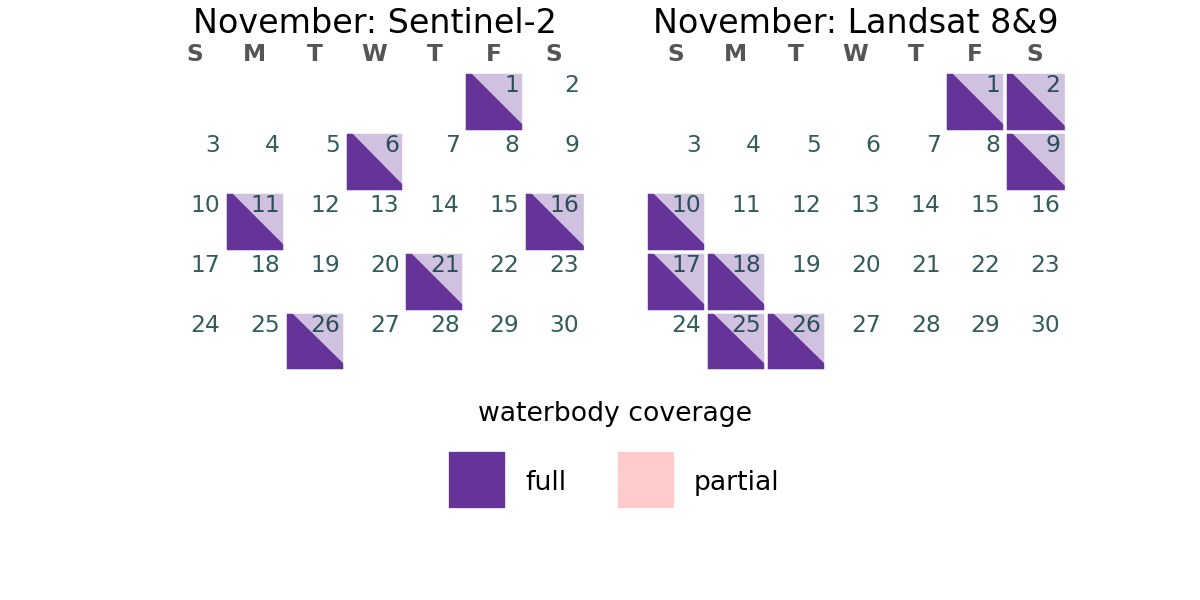 November: Sentinel-2
S M T W T F S
1 2
3 4 5 6 7 8 9
10 11 12 13 14 15 16
17 18 19 20 21 22 23
24 25 26 27 28 29 30
November: Landsat 8&9
S M T W T F S
1 2
3 4 5 6 7 8 9
10 11 12 13 14 15 16
17 18 19 20 21 22 23
24 25 26 27 28 29 30
waterbody coverage
full partial